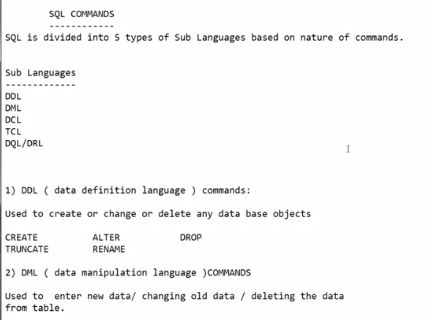 SQL COMMANDS
------------
SQL is divided into 5 types of Sub Languages based on nature of commands.
Sub Languages
-------------
DDL
DML
DCL
TCL
DQL/DRL
1) DDL ( data definition language ) commands:
Used to create or change or delete any data base objects
CREATE ALTER DROP
TRUNCATE RENAME
2) DML ( data manipulation language )COMMANDS
Used to enter new data/ changing old data / deleting the data
from table.